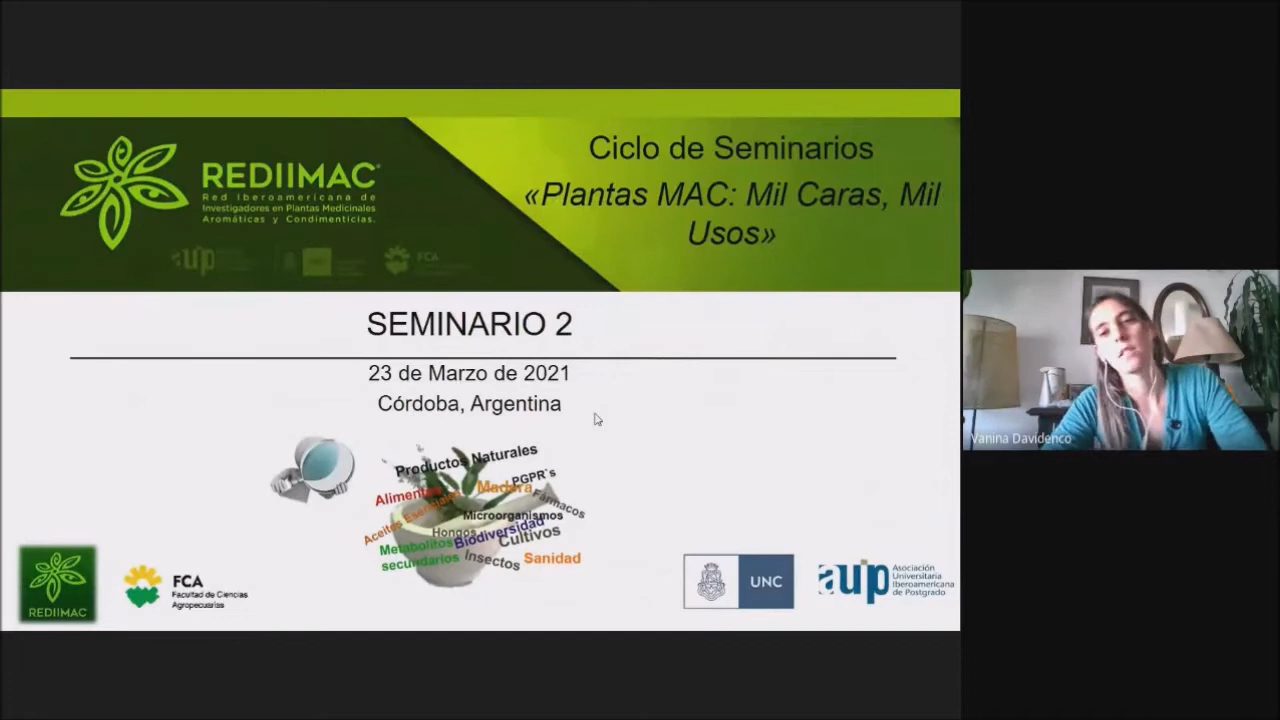 REDIIMAC
Red Iberoamericana de
Investigadores en Plantas Medicinales
Aromáticas y Condimenticias.
auip
FCA
Ciclo de Seminarios
«Plantas MAC: Mil Caras, Mil
Usos»
SEMINARIO 2
23 de Marzo de 2021
Córdoba, Argentina
Productos Naturales
PGPR`s
Alimentos
Madera
Fármacos
Aceites Esenciales
Microorganismos
Hongos
Biodiversidad
Cultivos
Metabolitos
secundarios
Insectos
Sanidad
REDIIMAC
FCA
Facultad de Ciencias
Agropecuarias
UNC
auip
Asociación
Universitaria
Iberoamericana
de Postgrado
Vanina Davidenco